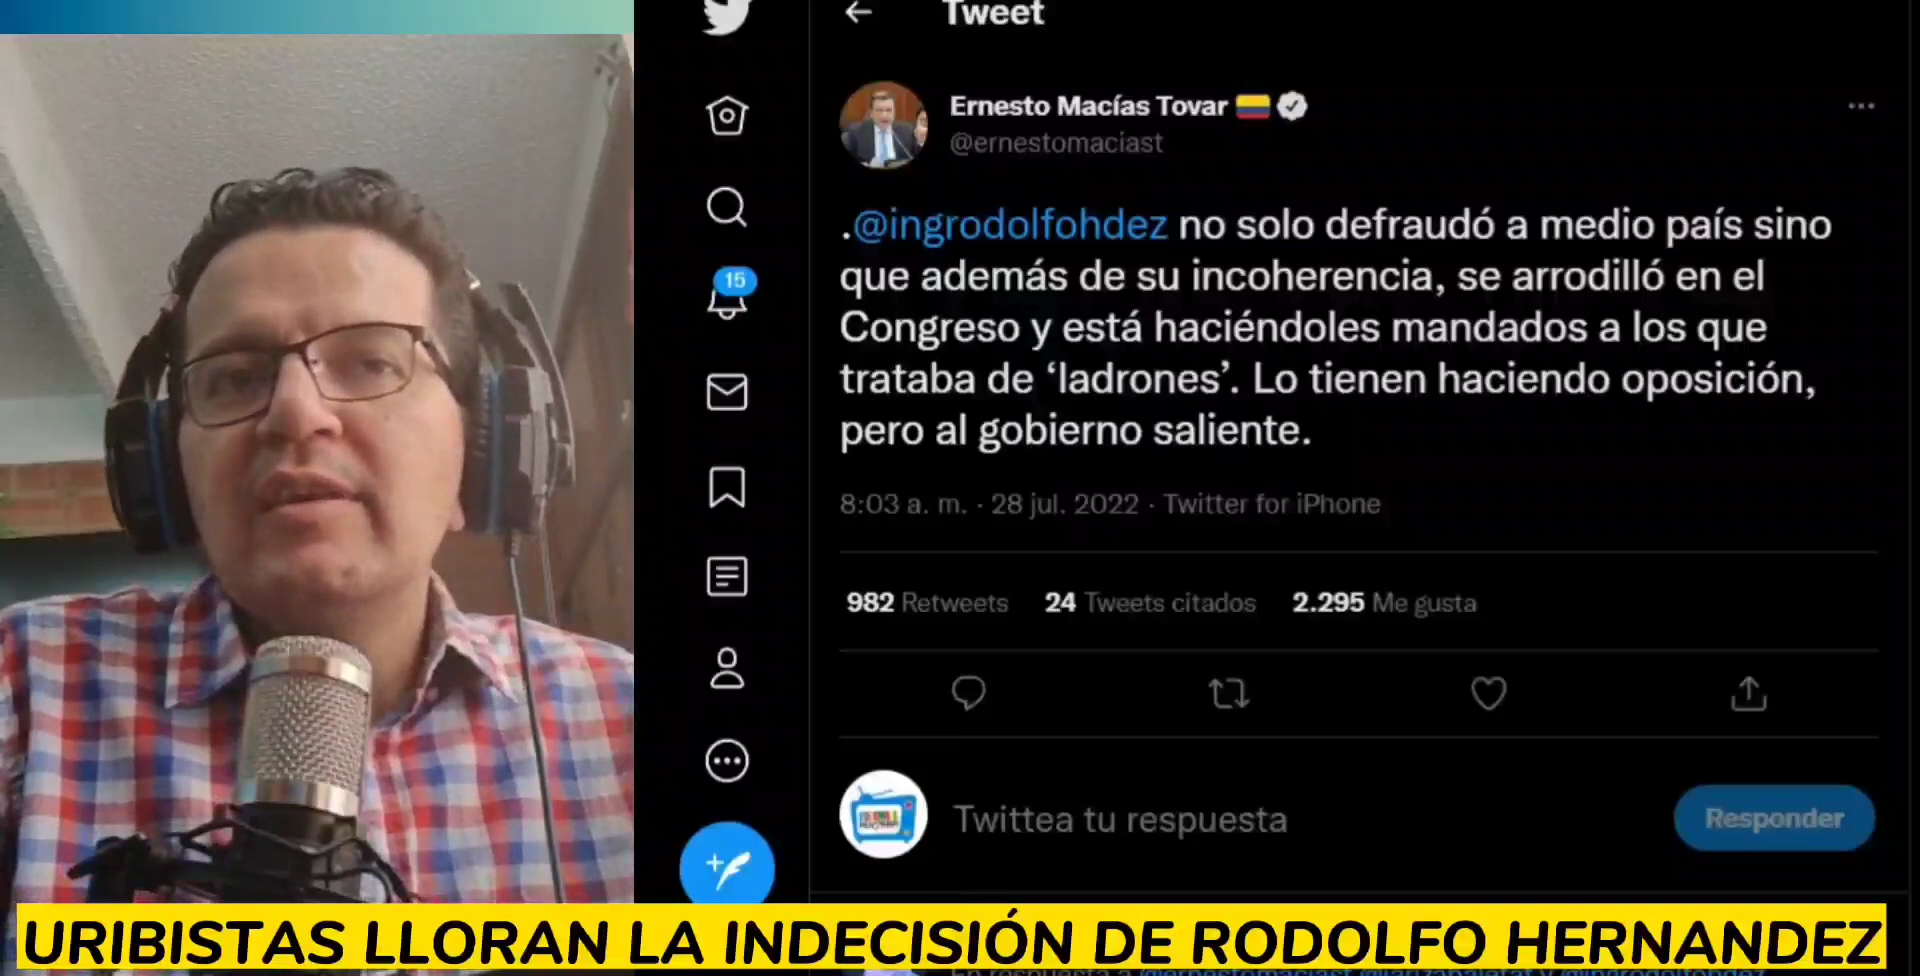 Tweet
Ernesto Macías Tovar
@ernestomaciast
.@ingrodolfohdez no solo defraudó a medio país sino
que además de su incoherencia, se arrodilló en el
Congreso y está haciéndoles mandados a los que
trataba de ‘ladrones’. Lo tienen haciendo oposición,
pero al gobierno saliente.
15
8:03 a. m. · 28 jul. 2022 · Twitter for iPhone
982 Retweets 24 Tweets citados 2.295 Me gusta
Twittea tu respuesta
Responder
URIBISTAS LLORAN LA INDECISIÓN DE RODOLFO HERNANDEZ